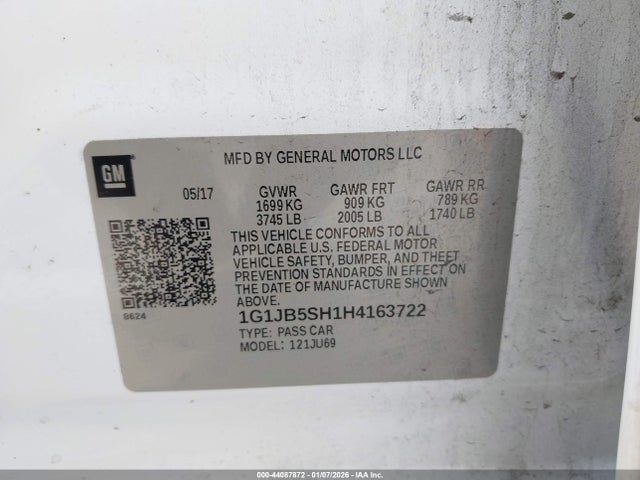 GM
MFD BY GENERAL MOTORS LLC
05/17 GVWR GAWR FRT GAWR RR
1699 KG 909 KG 789 KG
3745 LB 2005 LB 1740 LB
THIS VEHICLE CONFORMS TO ALL
APPLICABLE U.S. FEDERAL MOTOR
VEHICLE SAFETY, BUMPER, AND THEFT
PREVENTION STANDARDS IN EFFECT ON
THE DATE OF MANUFACTURE SHOWN
ABOVE.
8624
1G1JB5SH1H4163722
TYPE: PASS CAR
MODEL: 121JU69
000-44087872 - 01/07/2026 - COPART IAA